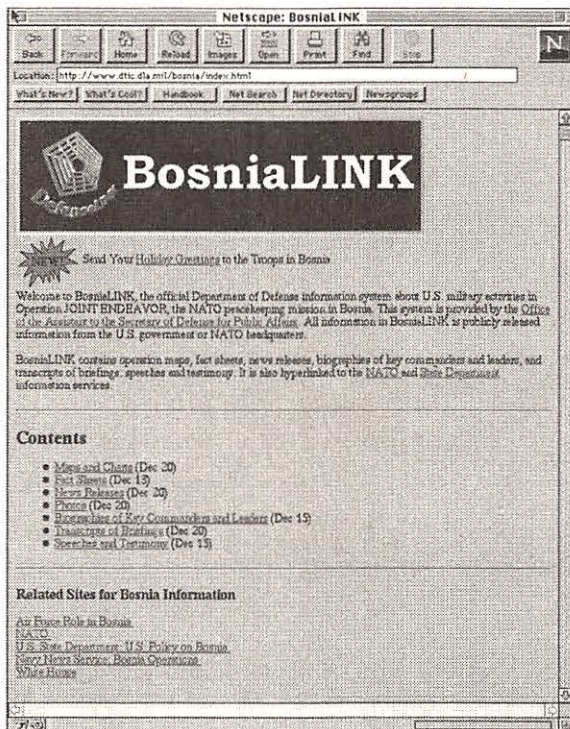 Netscape: BosniaLINK
Back Forward Home Reload Images Open Print Find Stop
N
Location: http://www.dtic.dla.mil/bosnia/index.html
What's New? What's Cool? Handbook Net Search Net Directory Newsgroups
DefenseLINK
BosniaLINK
NEW! Send Your Holiday Greetings to the Troops in Bosnia
Welcome to BosniaLINK, the official Department of Defense information system about U.S. military activities in
Operation JOINT ENDEAVOR, the NATO peacekeeping mission in Bosnia. This system is provided by the Office
of the Assistant to the Secretary of Defense for Public Affairs. All information in BosniaLINK is publicly released
information from the U.S. government or NATO headquarters.
BosniaLINK contains operation maps, fact sheets, news releases, biographies of key commanders and leaders, and
transcripts of briefings, speeches and testimony. It is also hyperlinked to the NATO and State Department
information services.
Contents
Maps and Charts (Dec 20)
Fact Sheets (Dec 13)
News Releases (Dec 20)
Photos (Dec 20)
Biographies of Key Commanders and Leaders (Dec 15)
Transcripts of Briefings (Dec 20)
Speeches and Testimony (Dec 15)
Related Sites for Bosnia Information
Air Force Role in Bosnia
NATO
U.S. State Department: U.S. Policy on Bosnia
Navy News Service: Bosnia Operations
White House